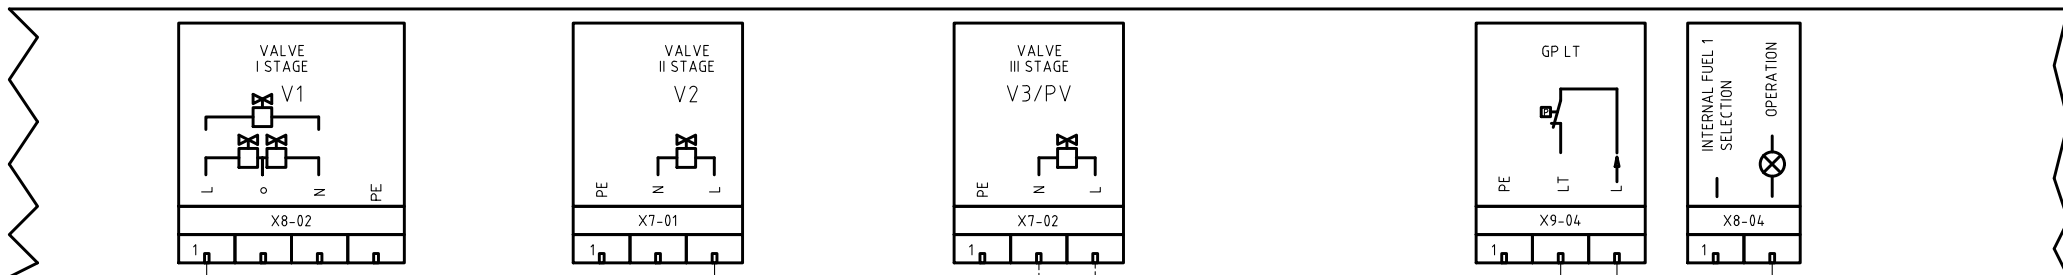 VALVE
I STAGE
V1
L
o
N
PE
X8-02
1
VALVE
II STAGE
V2
PE
N
L
X7-01
1
VALVE
III STAGE
V3/PV
PE
N
L
X7-02
1
GP LT
P
PE
LT
L
X9-04
1
INTERNAL FUEL 1
SELECTION
OPERATION
X8-04
1